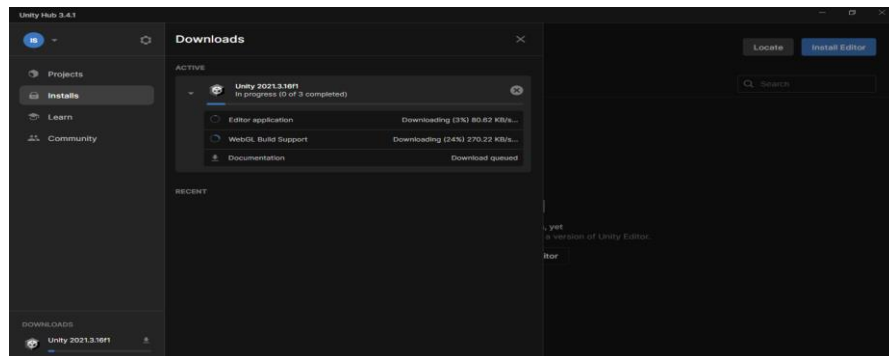 Unity Hub 3.4.1
IS
Projects
Installs
Learn
Community
DOWNLOADS
Unity 2021.3.16f1
Downloads
ACTIVE
Unity 2021.3.16f1
In progress (0 of 3 completed)
Editor application Downloading (3%) 80.62 KB/s...
WebGL Build Support Downloading (24%) 270.22 KB/s...
Documentation Download queued
RECENT
Locate Install Editor
Search
, yet
a version of Unity Editor.
itor